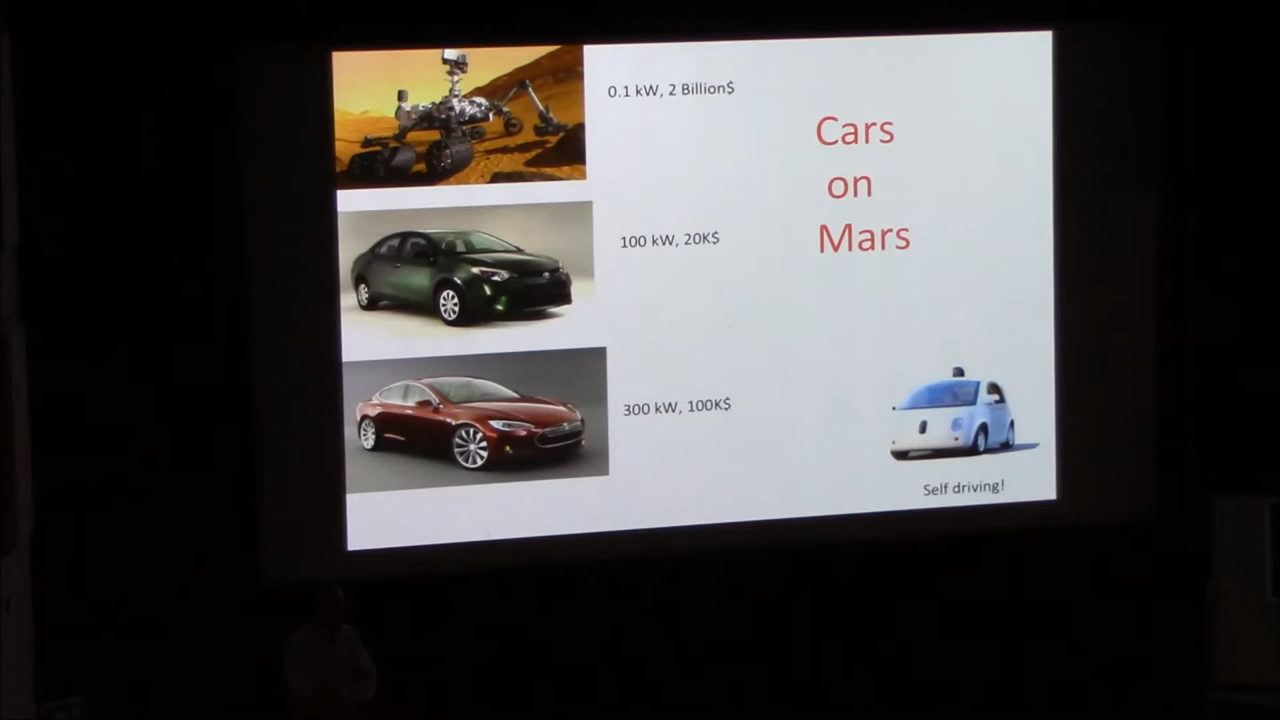 0.1 kW, 2 Billion$
Cars
on
Mars
100 kW, 20K$
300 kW, 100K$
Self driving!